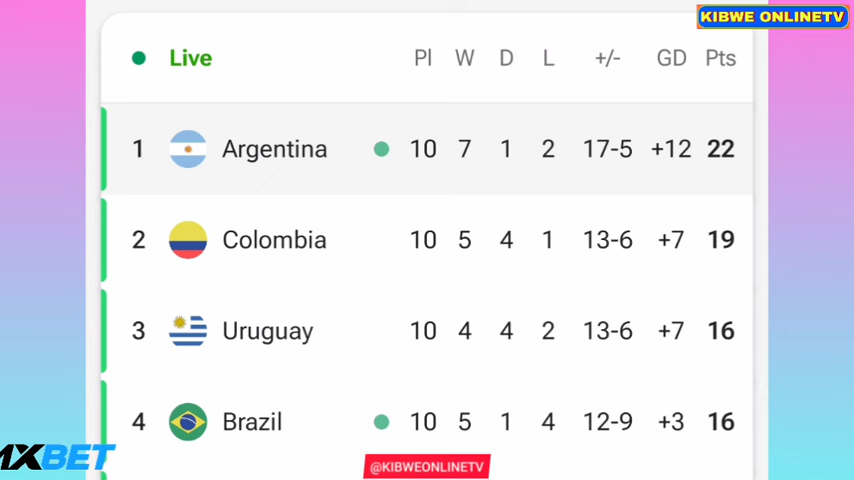 KIBWE ONLINETV
Live Pl W D L +/- GD Pts
1 Argentina 10 7 1 2 17-5 +12 22
2 Colombia 10 5 4 1 13-6 +7 19
3 Uruguay 10 4 4 2 13-6 +7 16
4 Brazil 10 5 1 4 12-9 +3 16
1XBET
@KIBWEONLINETV